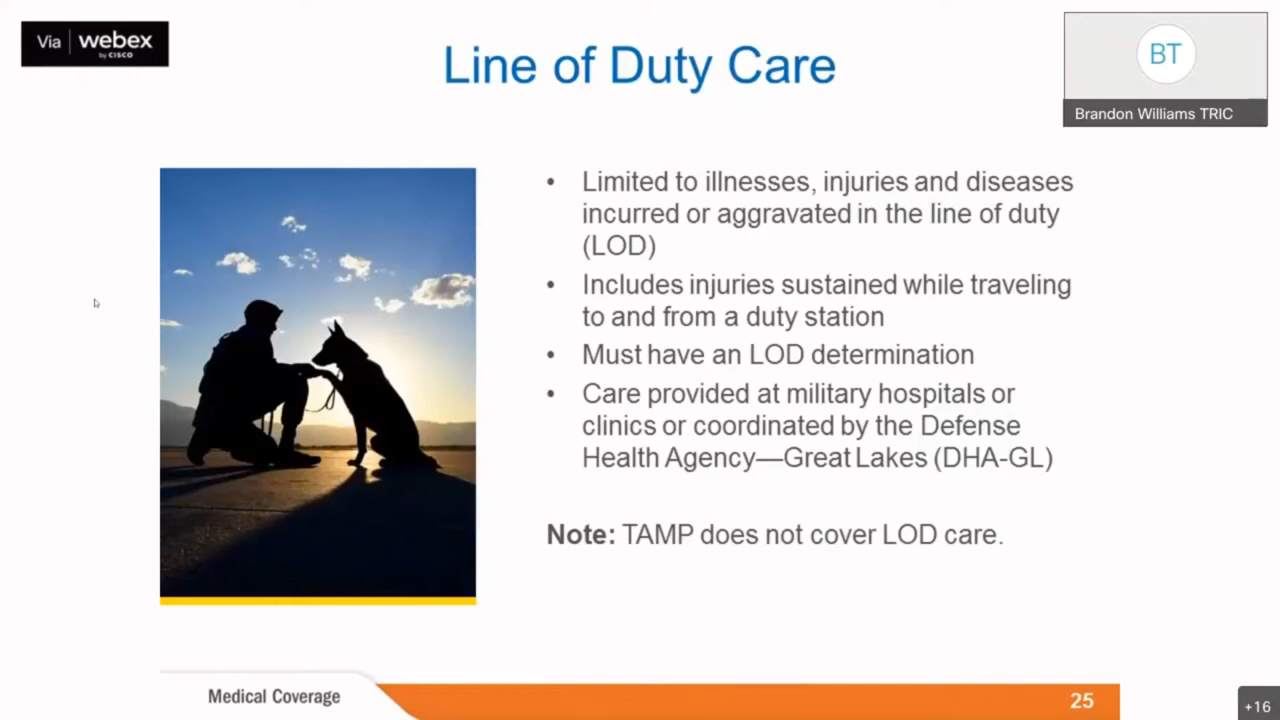 Via webex
by CISCO
Line of Duty Care
BT
Brandon Williams TRIC
• Limited to illnesses, injuries and diseases
incurred or aggravated in the line of duty
(LOD)
• Includes injuries sustained while traveling
to and from a duty station
• Must have an LOD determination
• Care provided at military hospitals or
clinics or coordinated by the Defense
Health Agency—Great Lakes (DHA-GL)
Note: TAMP does not cover LOD care.
Medical Coverage
25
+16